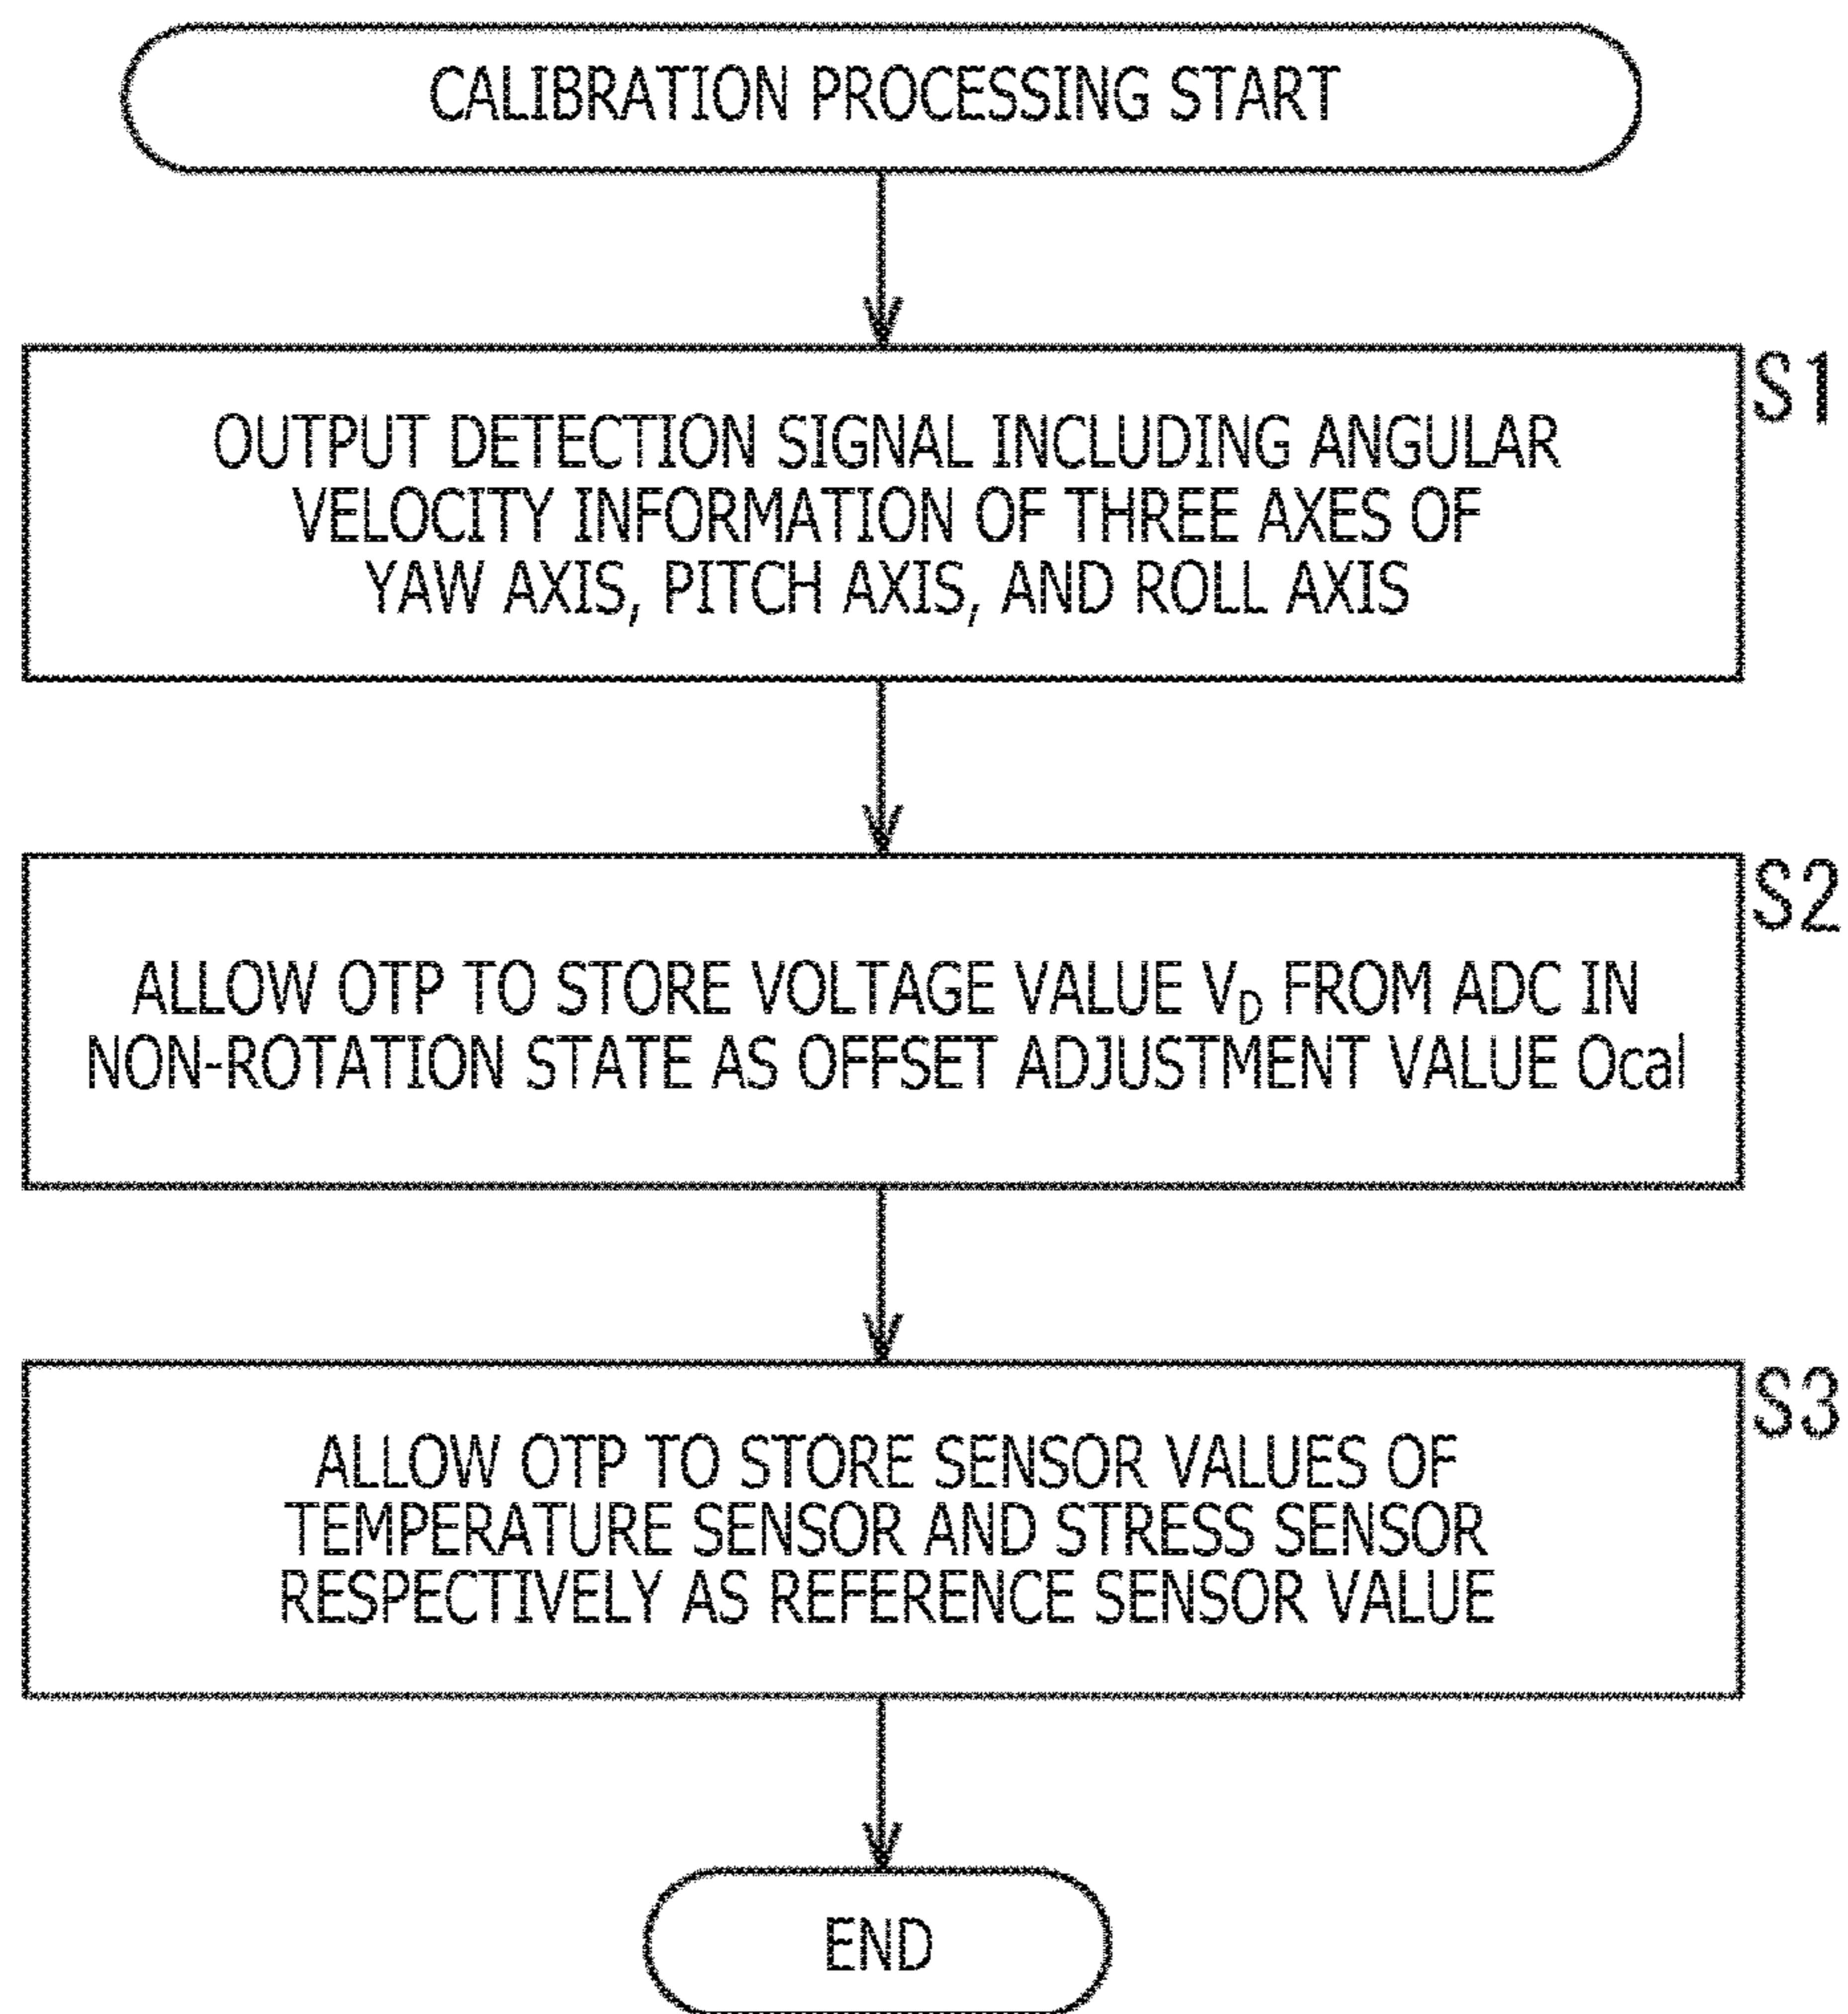 CALIBRATION PROCESSING START
S1
OUTPUT DETECTION SIGNAL INCLUDING ANGULAR
VELOCITY INFORMATION OF THREE AXES OF
YAW AXIS, PITCH AXIS, AND ROLL AXIS
S2
ALLOW OTP TO STORE VOLTAGE VALUE V_D FROM ADC IN
NON-ROTATION STATE AS OFFSET ADJUSTMENT VALUE Ocal
S3
ALLOW OTP TO STORE SENSOR VALUES OF
TEMPERATURE SENSOR AND STRESS SENSOR
RESPECTIVELY AS REFERENCE SENSOR VALUE
END